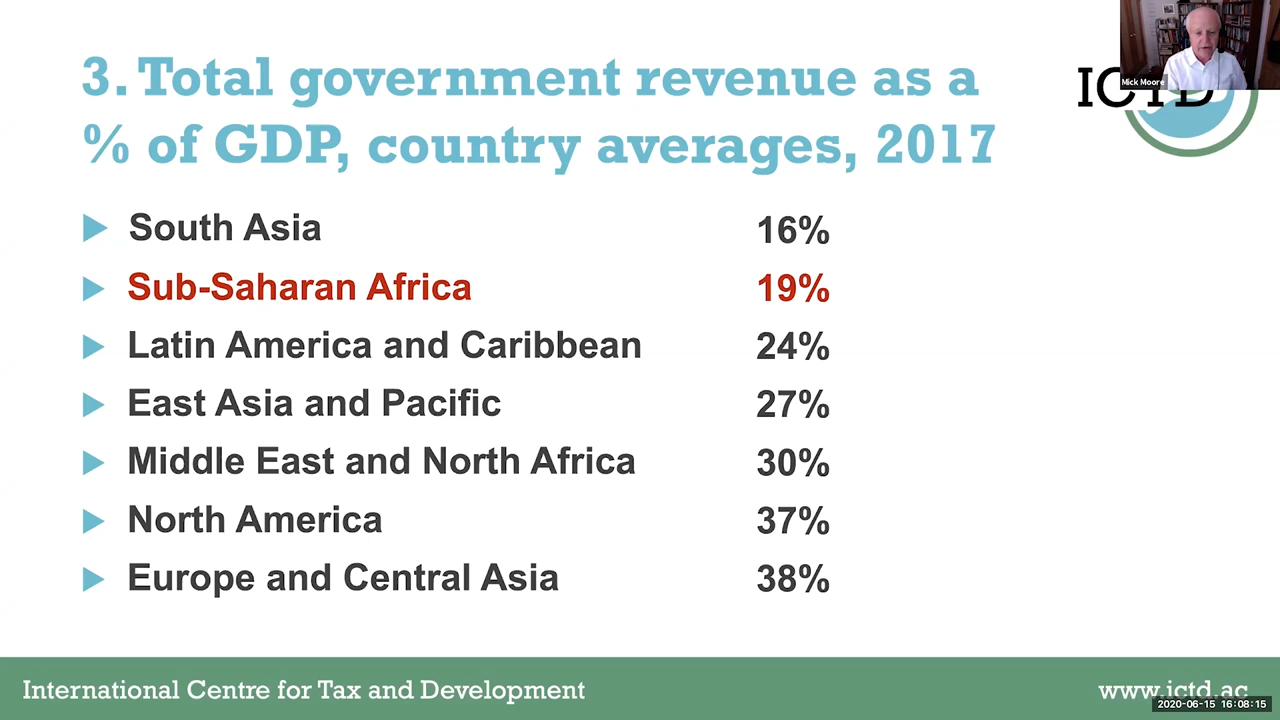 3. Total government revenue as a
% of GDP, country averages, 2017
Mick Moore
ICTD
South Asia 16%
Sub-Saharan Africa 19%
Latin America and Caribbean 24%
East Asia and Pacific 27%
Middle East and North Africa 30%
North America 37%
Europe and Central Asia 38%
International Centre for Tax and Development
www.ictd.ac
2020-06-15 16:08:15